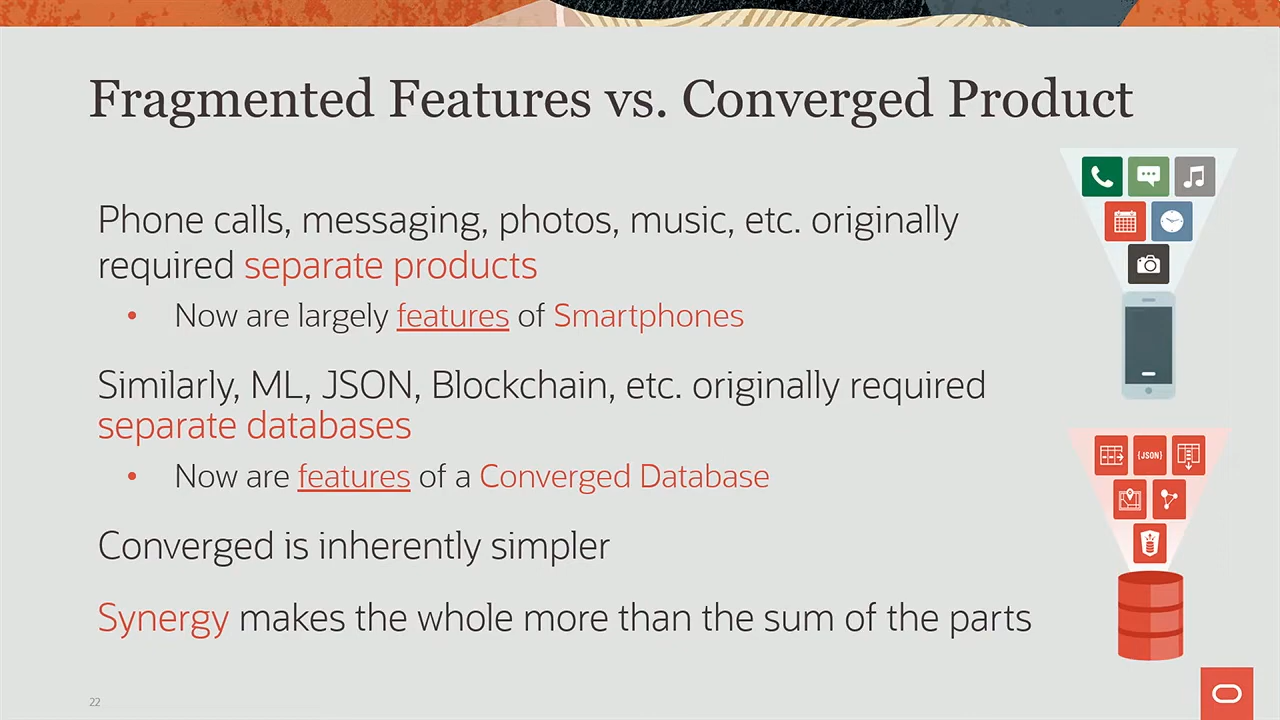 Fragmented Features vs. Converged Product
Phone calls, messaging, photos, music, etc. originally
required separate products
• Now are largely features of Smartphones
Similarly, ML, JSON, Blockchain, etc. originally required
separate databases
• Now are features of a Converged Database
Converged is inherently simpler
Synergy makes the whole more than the sum of the parts
{JSON}
22